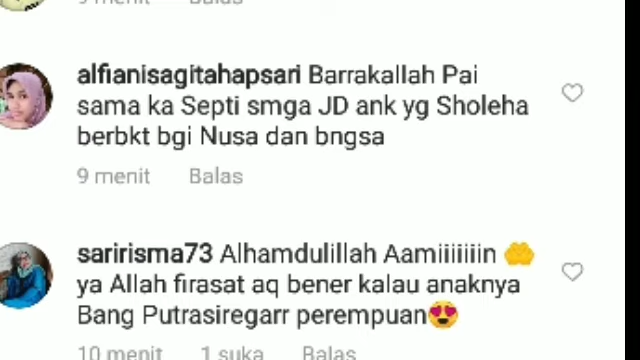 9 menit Balas
alfianisagitahapsari Barrakallah Pai
sama ka Septi smga JD ank yg Sholeha
berbkt bgi Nusa dan bngsa
9 menit Balas
saririsma73 Alhamdulillah Aamiiiiiiin 🤲
ya Allah firasat aq bener kalau anaknya
Bang Putrasiregarr perempuan😍
10 menit 1 suka Balas